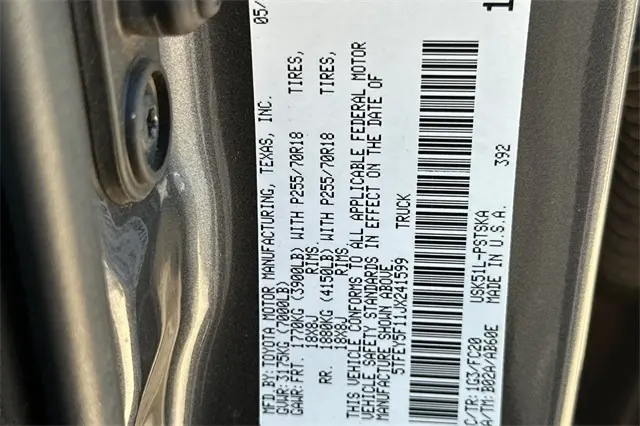 MFD.BY: TOYOTA MOTOR MANUFACTURING, TEXAS, INC. 05/
GVWR: 3175KG (7000LB)
GAWR: FRT. 1770KG (3900LB) WITH P255/70R18 TIRES,
18X8J RIMS,
RR. 1880KG (4150LB) WITH P255/70R18 TIRES,
18X8J RIMS.
THIS VEHICLE CONFORMS TO ALL APPLICABLE FEDERAL MOTOR
VEHICLE SAFETY STANDARDS IN EFFECT ON THE DATE OF
MANUFACTURE SHOWN ABOVE.
5TFEY5F11JX241599 TRUCK
C/TR: 1G3/FC20 USK51L-PSTSKA
A/TM: B02A/AB60E MADE IN U.S.A. 392